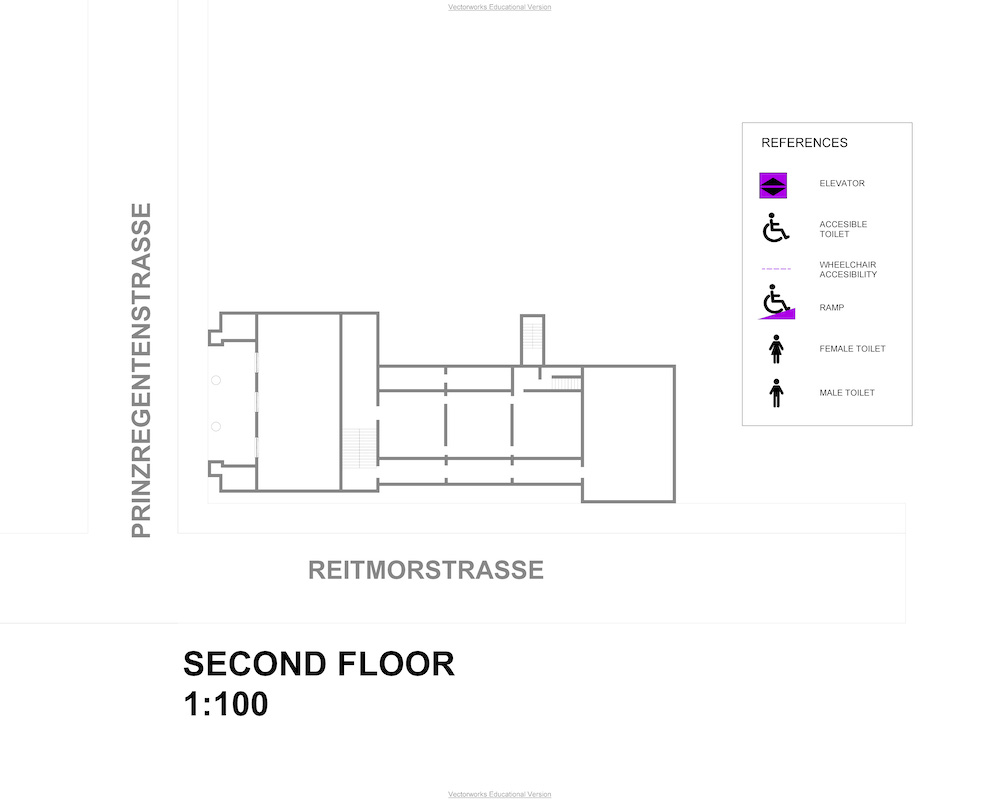 Vectorworks Educational Version
REFERENCES
ELEVATOR
ACCESIBLE
TOILET
WHEELCHAIR
ACCESIBILITY
RAMP
FEMALE TOILET
MALE TOILET
PRINZREGENTENSTRASSE
REITMORSTRASSE
SECOND FLOOR
1:100
Vectorworks Educational Version